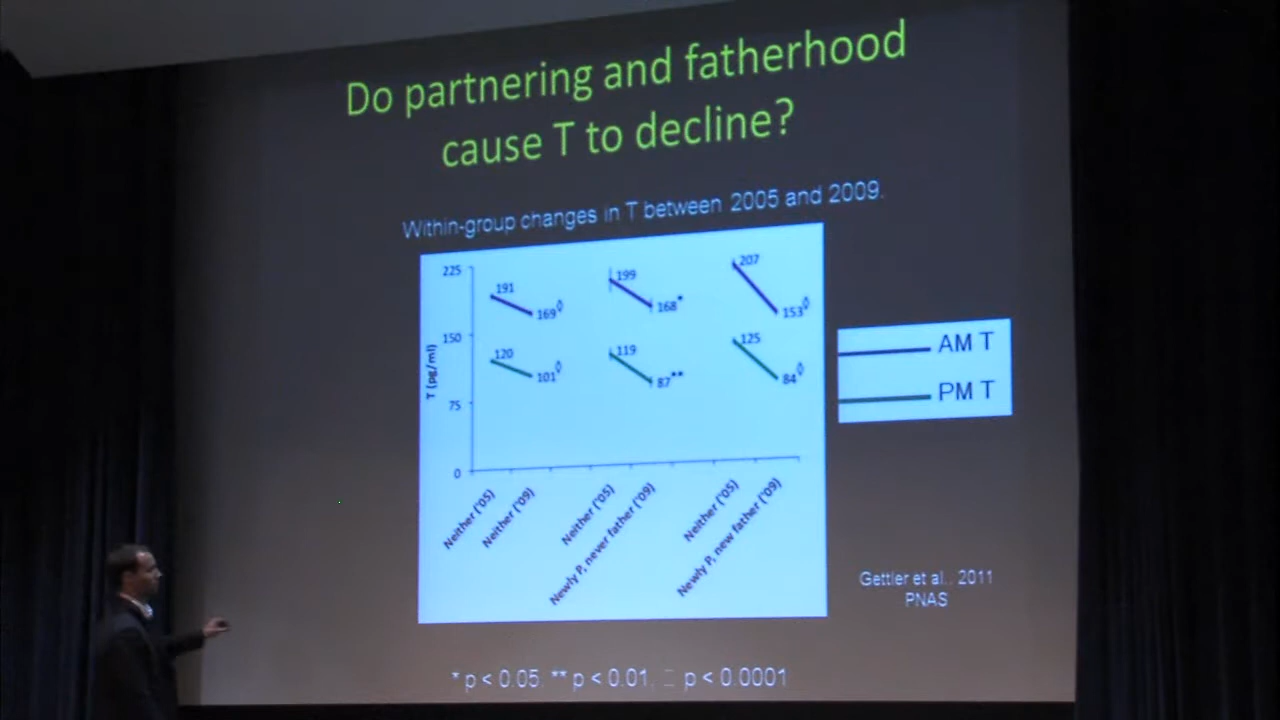 Do partnering and fatherhood
cause T to decline?
Within-group changes in T between 2005 and 2009.
T (pg/ml)
225
150
75
0
191
169◊
120
101◊
199
168*
119
87**
207
153◊
125
84◊
Neither ('05)
Neither ('09)
Neither ('05)
Newly P, never father ('09)
Neither ('05)
Newly P, new father ('09)
AM T
PM T
Gettler et al., 2011
PNAS
* p < 0.05, ** p < 0.01, □ p < 0.0001